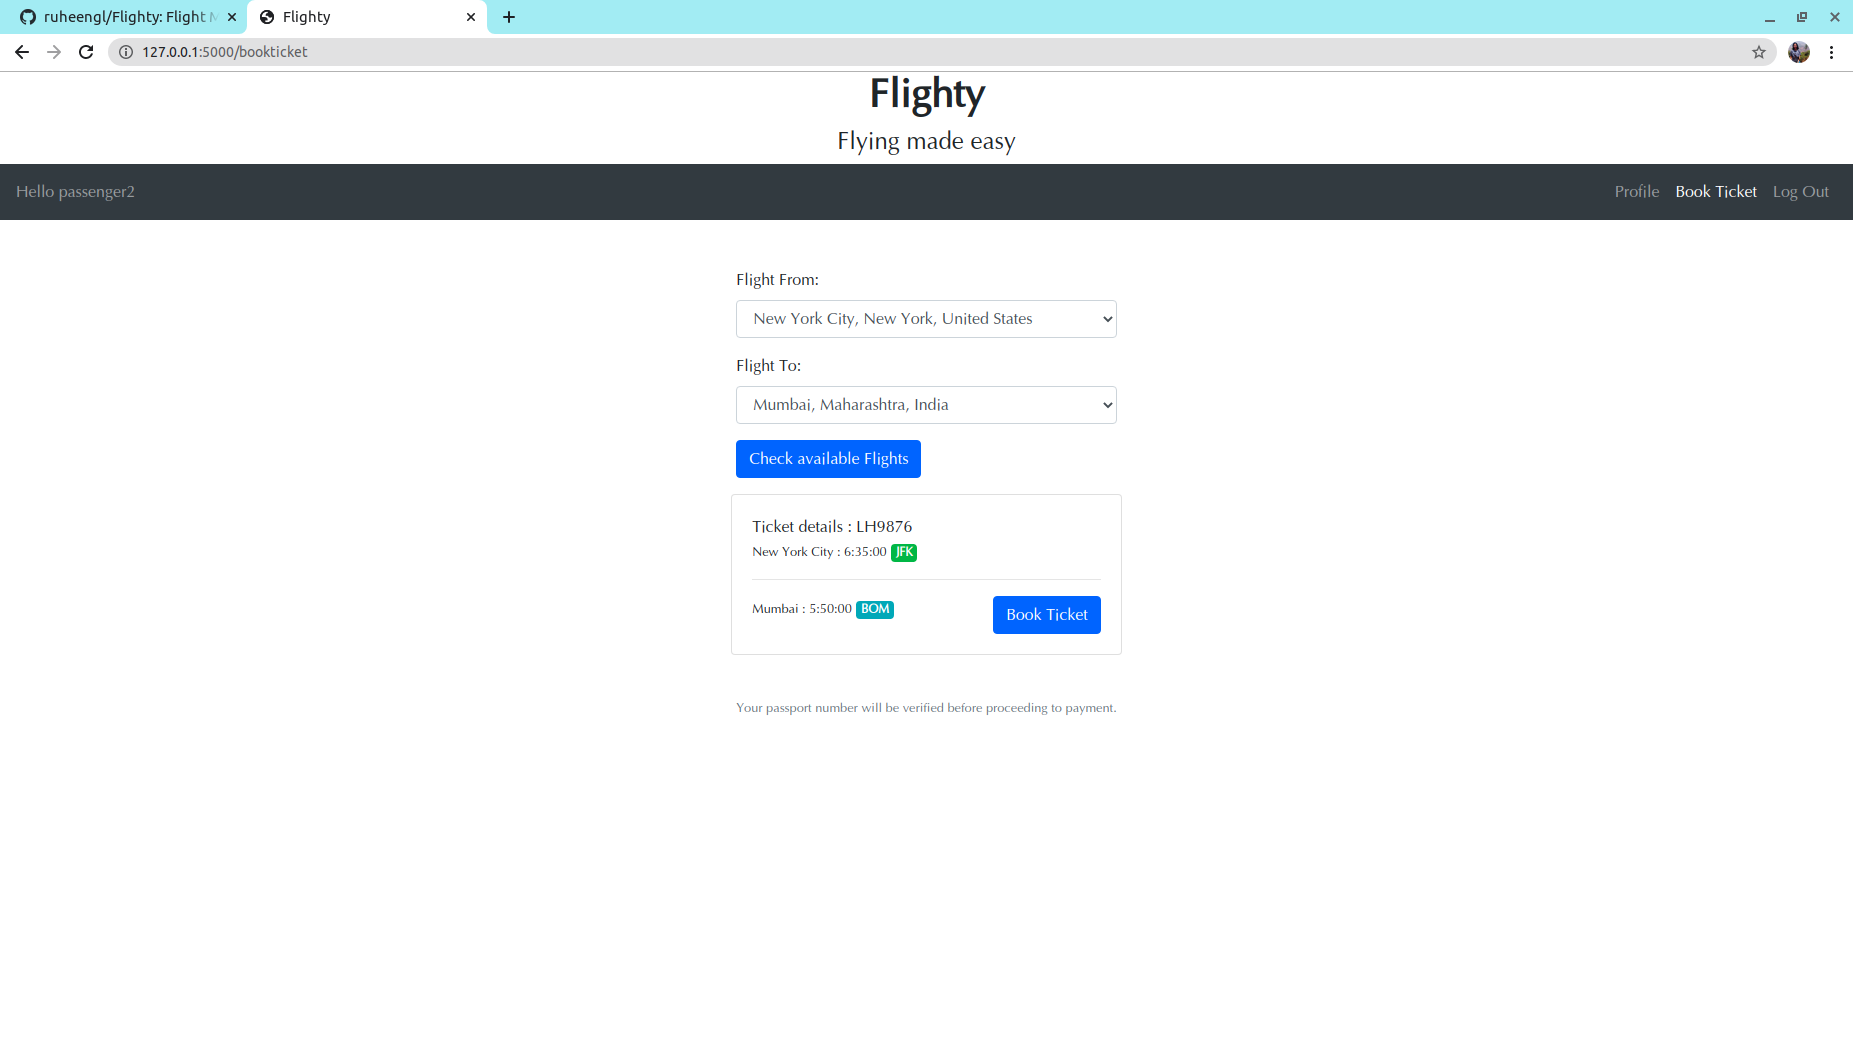 ruheengl/Flighty: Flight M
Flighty
127.0.0.1:5000/bookticket
Flighty
Flying made easy
Hello passenger2
Profile Book Ticket Log Out
Flight From:
New York City, New York, United States
Flight To:
Mumbai, Maharashtra, India
Check available Flights
Ticket details : LH9876
New York City : 6:35:00 JFK
Mumbai : 5:50:00 BOM
Book Ticket
Your passport number will be verified before proceeding to payment.